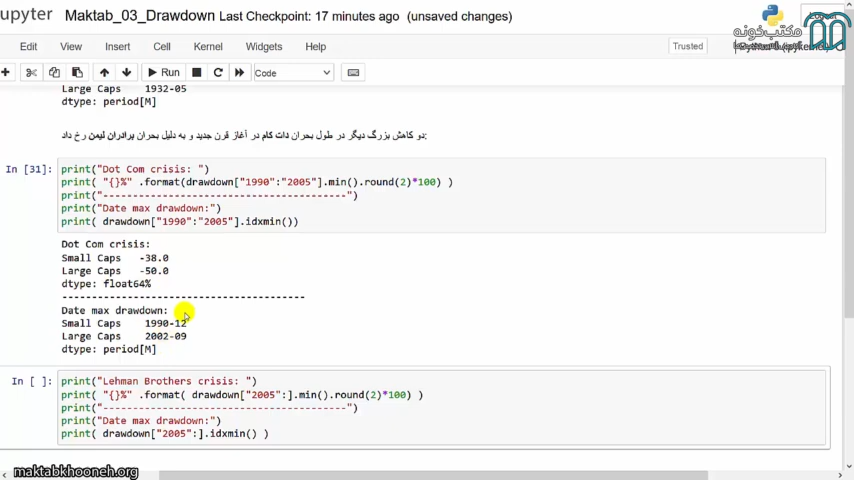 upyter Maktab_03_Drawdown Last Checkpoint: 17 minutes ago (unsaved changes)
مکتب‌خونه
Edit View Insert Cell Kernel Widgets Help
Trusted
Run
Code
Large Caps 1932-05
dtype: period[M]
دو کاهش بزرگ دیگر در طول بحران دات کام در آغاز قرن جدید و به دلیل بحران برادران لیمن رخ داد:
In [31]: print("Dot Com crisis: ")
print( "{}%" .format(drawdown["1990":"2005"].min().round(2)*100) )
print("---------------------------------------")
print("Date max drawdown:")
print( drawdown["1990":"2005"].idxmin())
Dot Com crisis:
Small Caps -38.0
Large Caps -50.0
dtype: float64%
---------------------------------------
Date max drawdown:
Small Caps 1990-12
Large Caps 2002-09
dtype: period[M]
In [ ]: print("Lehman Brothers crisis: ")
print( "{}%" .format( drawdown["2005":].min().round(2)*100) )
print("---------------------------------------")
print("Date max drawdown:")
print( drawdown["2005":].idxmin() )
maktabkhooneh.org